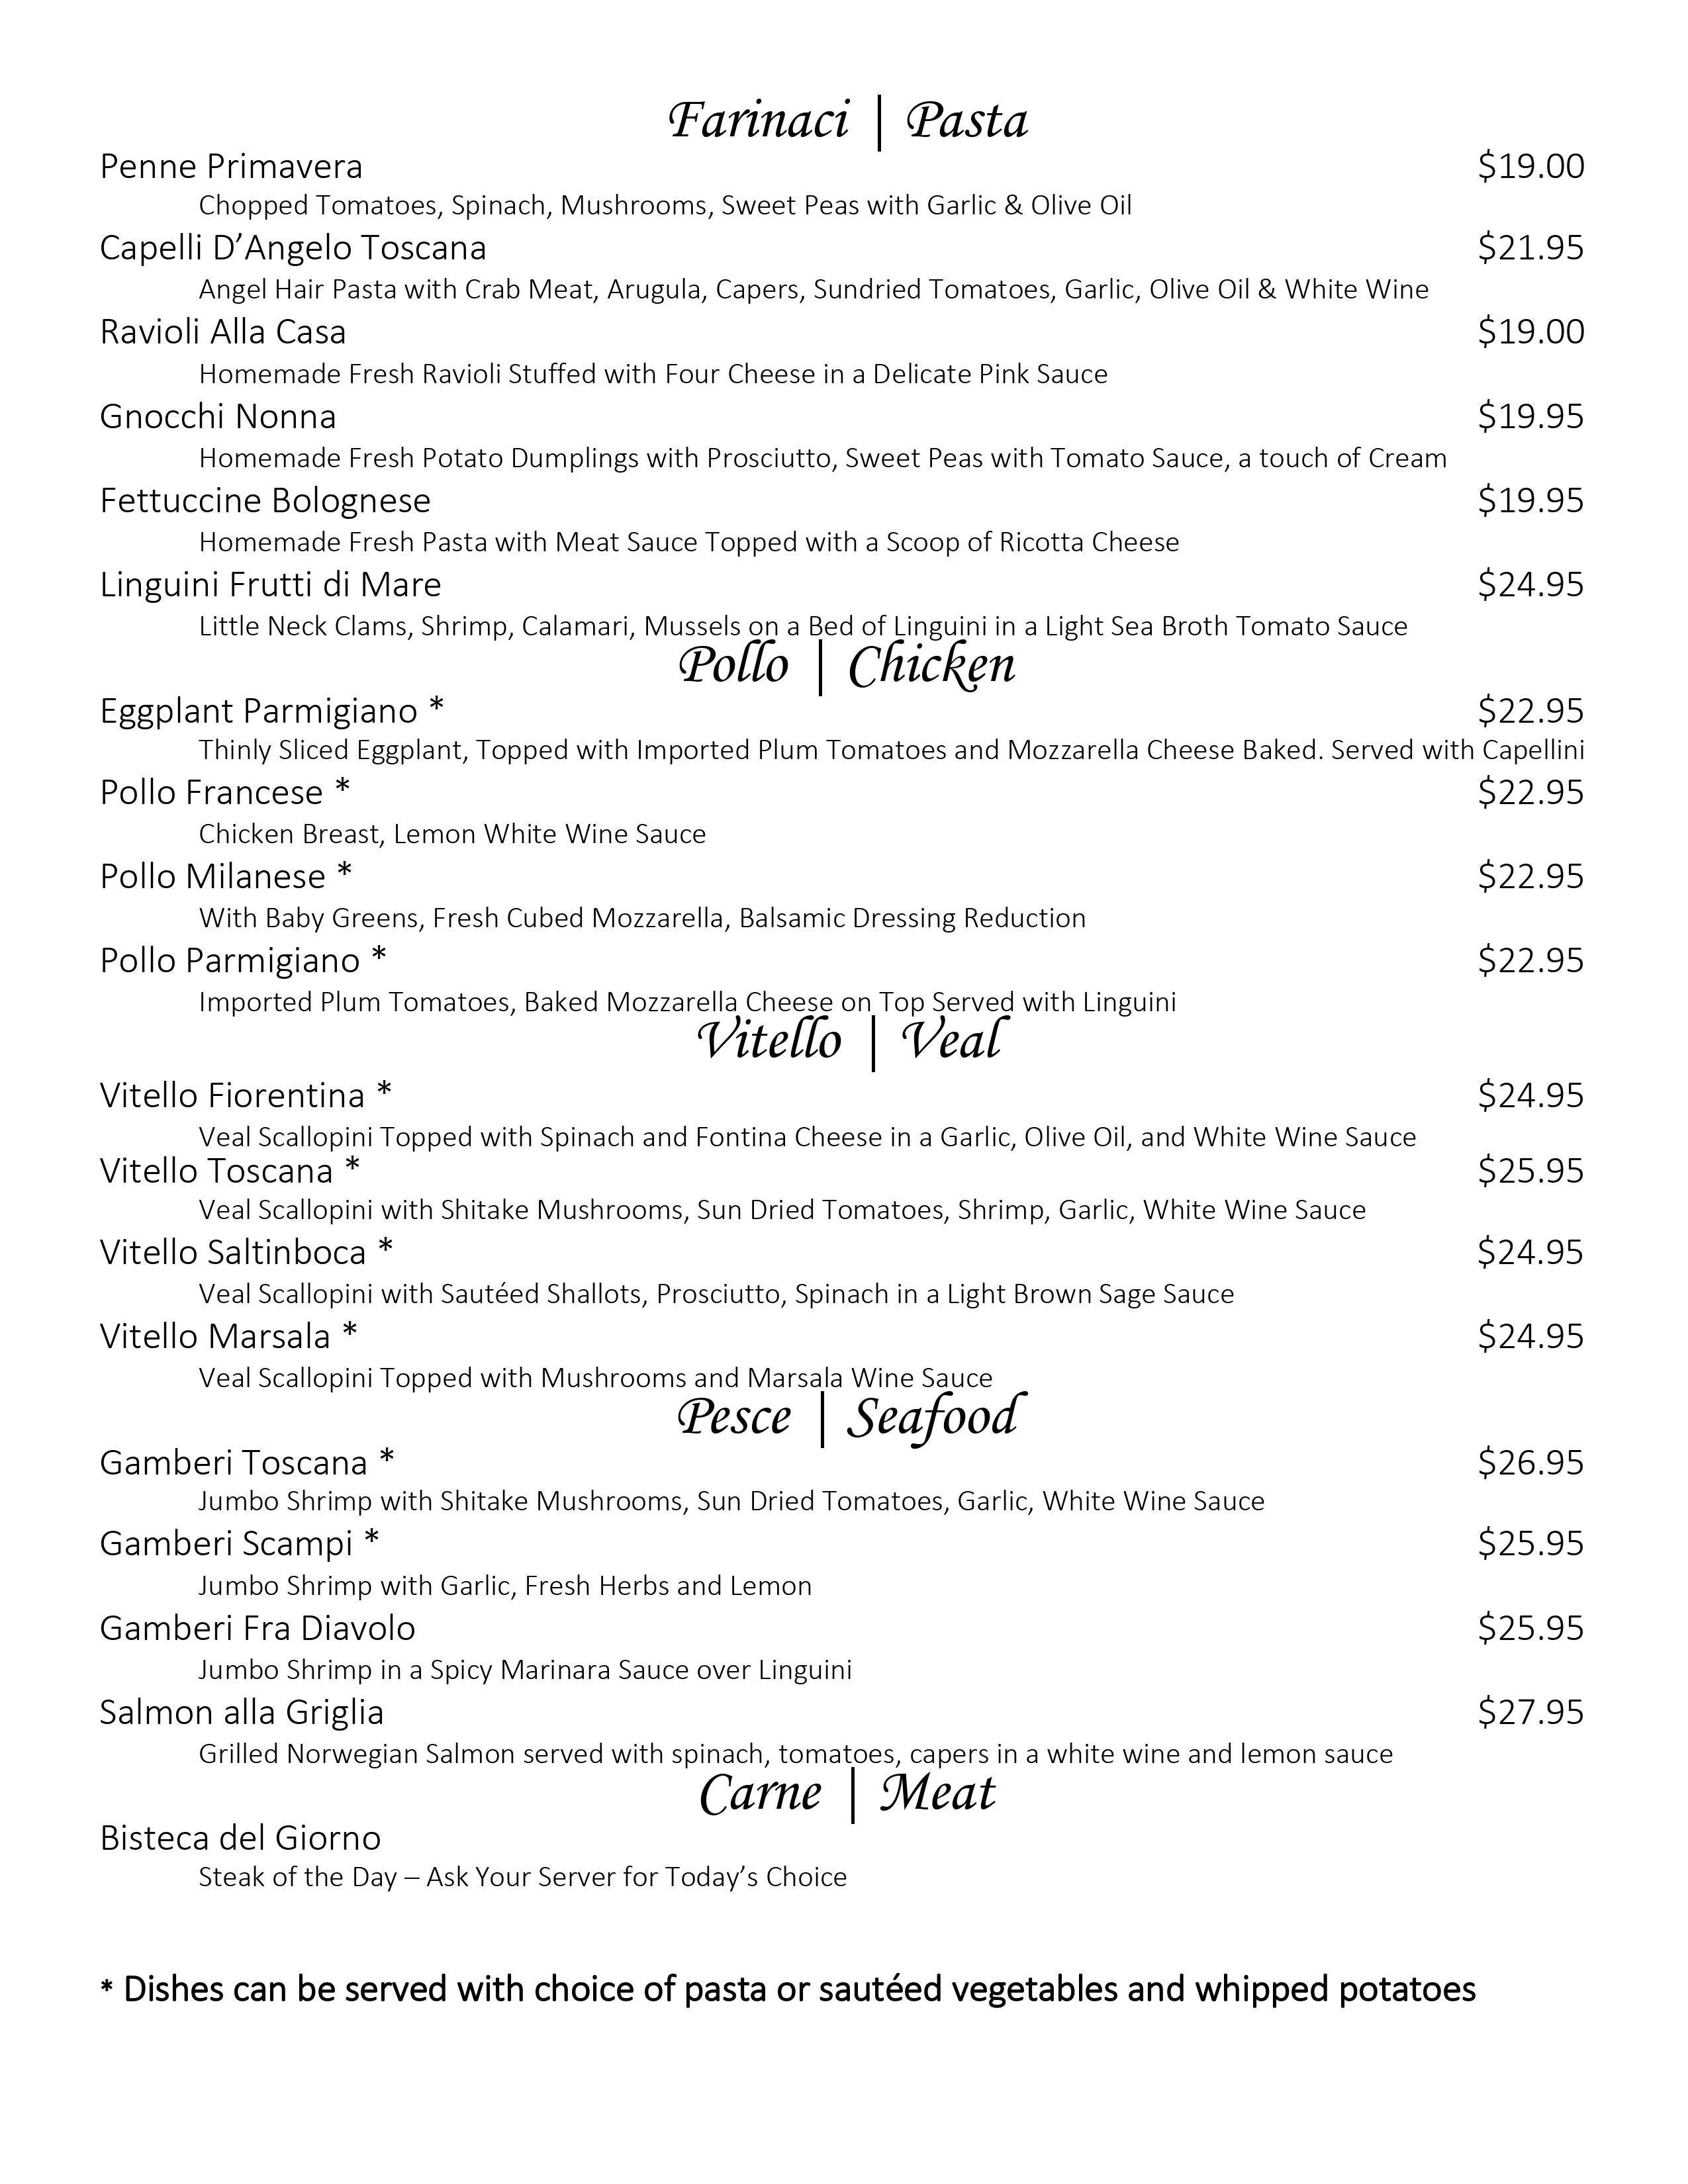 Farinaci | Pasta
Penne Primavera $19.00
Chopped Tomatoes, Spinach, Mushrooms, Sweet Peas with Garlic & Olive Oil
Capelli D’Angelo Toscana $21.95
Angel Hair Pasta with Crab Meat, Arugula, Capers, Sundried Tomatoes, Garlic, Olive Oil & White Wine
Ravioli Alla Casa $19.00
Homemade Fresh Ravioli Stuffed with Four Cheese in a Delicate Pink Sauce
Gnocchi Nonna $19.95
Homemade Fresh Potato Dumplings with Prosciutto, Sweet Peas with Tomato Sauce, a touch of Cream
Fettuccine Bolognese $19.95
Homemade Fresh Pasta with Meat Sauce Topped with a Scoop of Ricotta Cheese
Linguini Frutti di Mare $24.95
Little Neck Clams, Shrimp, Calamari, Mussels on a Bed of Linguini in a Light Sea Broth Tomato Sauce
Pollo | Chicken
Eggplant Parmigiano * $22.95
Thinly Sliced Eggplant, Topped with Imported Plum Tomatoes and Mozzarella Cheese Baked. Served with Capellini
Pollo Francese * $22.95
Chicken Breast, Lemon White Wine Sauce
Pollo Milanese * $22.95
With Baby Greens, Fresh Cubed Mozzarella, Balsamic Dressing Reduction
Pollo Parmigiano * $22.95
Imported Plum Tomatoes, Baked Mozzarella Cheese on Top Served with Linguini
Vitello | Veal
Vitello Fiorentina * $24.95
Veal Scallopini Topped with Spinach and Fontina Cheese in a Garlic, Olive Oil, and White Wine Sauce
Vitello Toscana * $25.95
Veal Scallopini with Shitake Mushrooms, Sun Dried Tomatoes, Shrimp, Garlic, White Wine Sauce
Vitello Saltinboca * $24.95
Veal Scallopini with Sautéed Shallots, Prosciutto, Spinach in a Light Brown Sage Sauce
Vitello Marsala * $24.95
Veal Scallopini Topped with Mushrooms and Marsala Wine Sauce
Pesce | Seafood
Gamberi Toscana * $26.95
Jumbo Shrimp with Shitake Mushrooms, Sun Dried Tomatoes, Garlic, White Wine Sauce
Gamberi Scampi * $25.95
Jumbo Shrimp with Garlic, Fresh Herbs and Lemon
Gamberi Fra Diavolo $25.95
Jumbo Shrimp in a Spicy Marinara Sauce over Linguini
Salmon alla Griglia $27.95
Grilled Norwegian Salmon served with spinach, tomatoes, capers in a white wine and lemon sauce
Carne | Meat
Bisteca del Giorno
Steak of the Day – Ask Your Server for Today’s Choice
* Dishes can be served with choice of pasta or sautéed vegetables and whipped potatoes